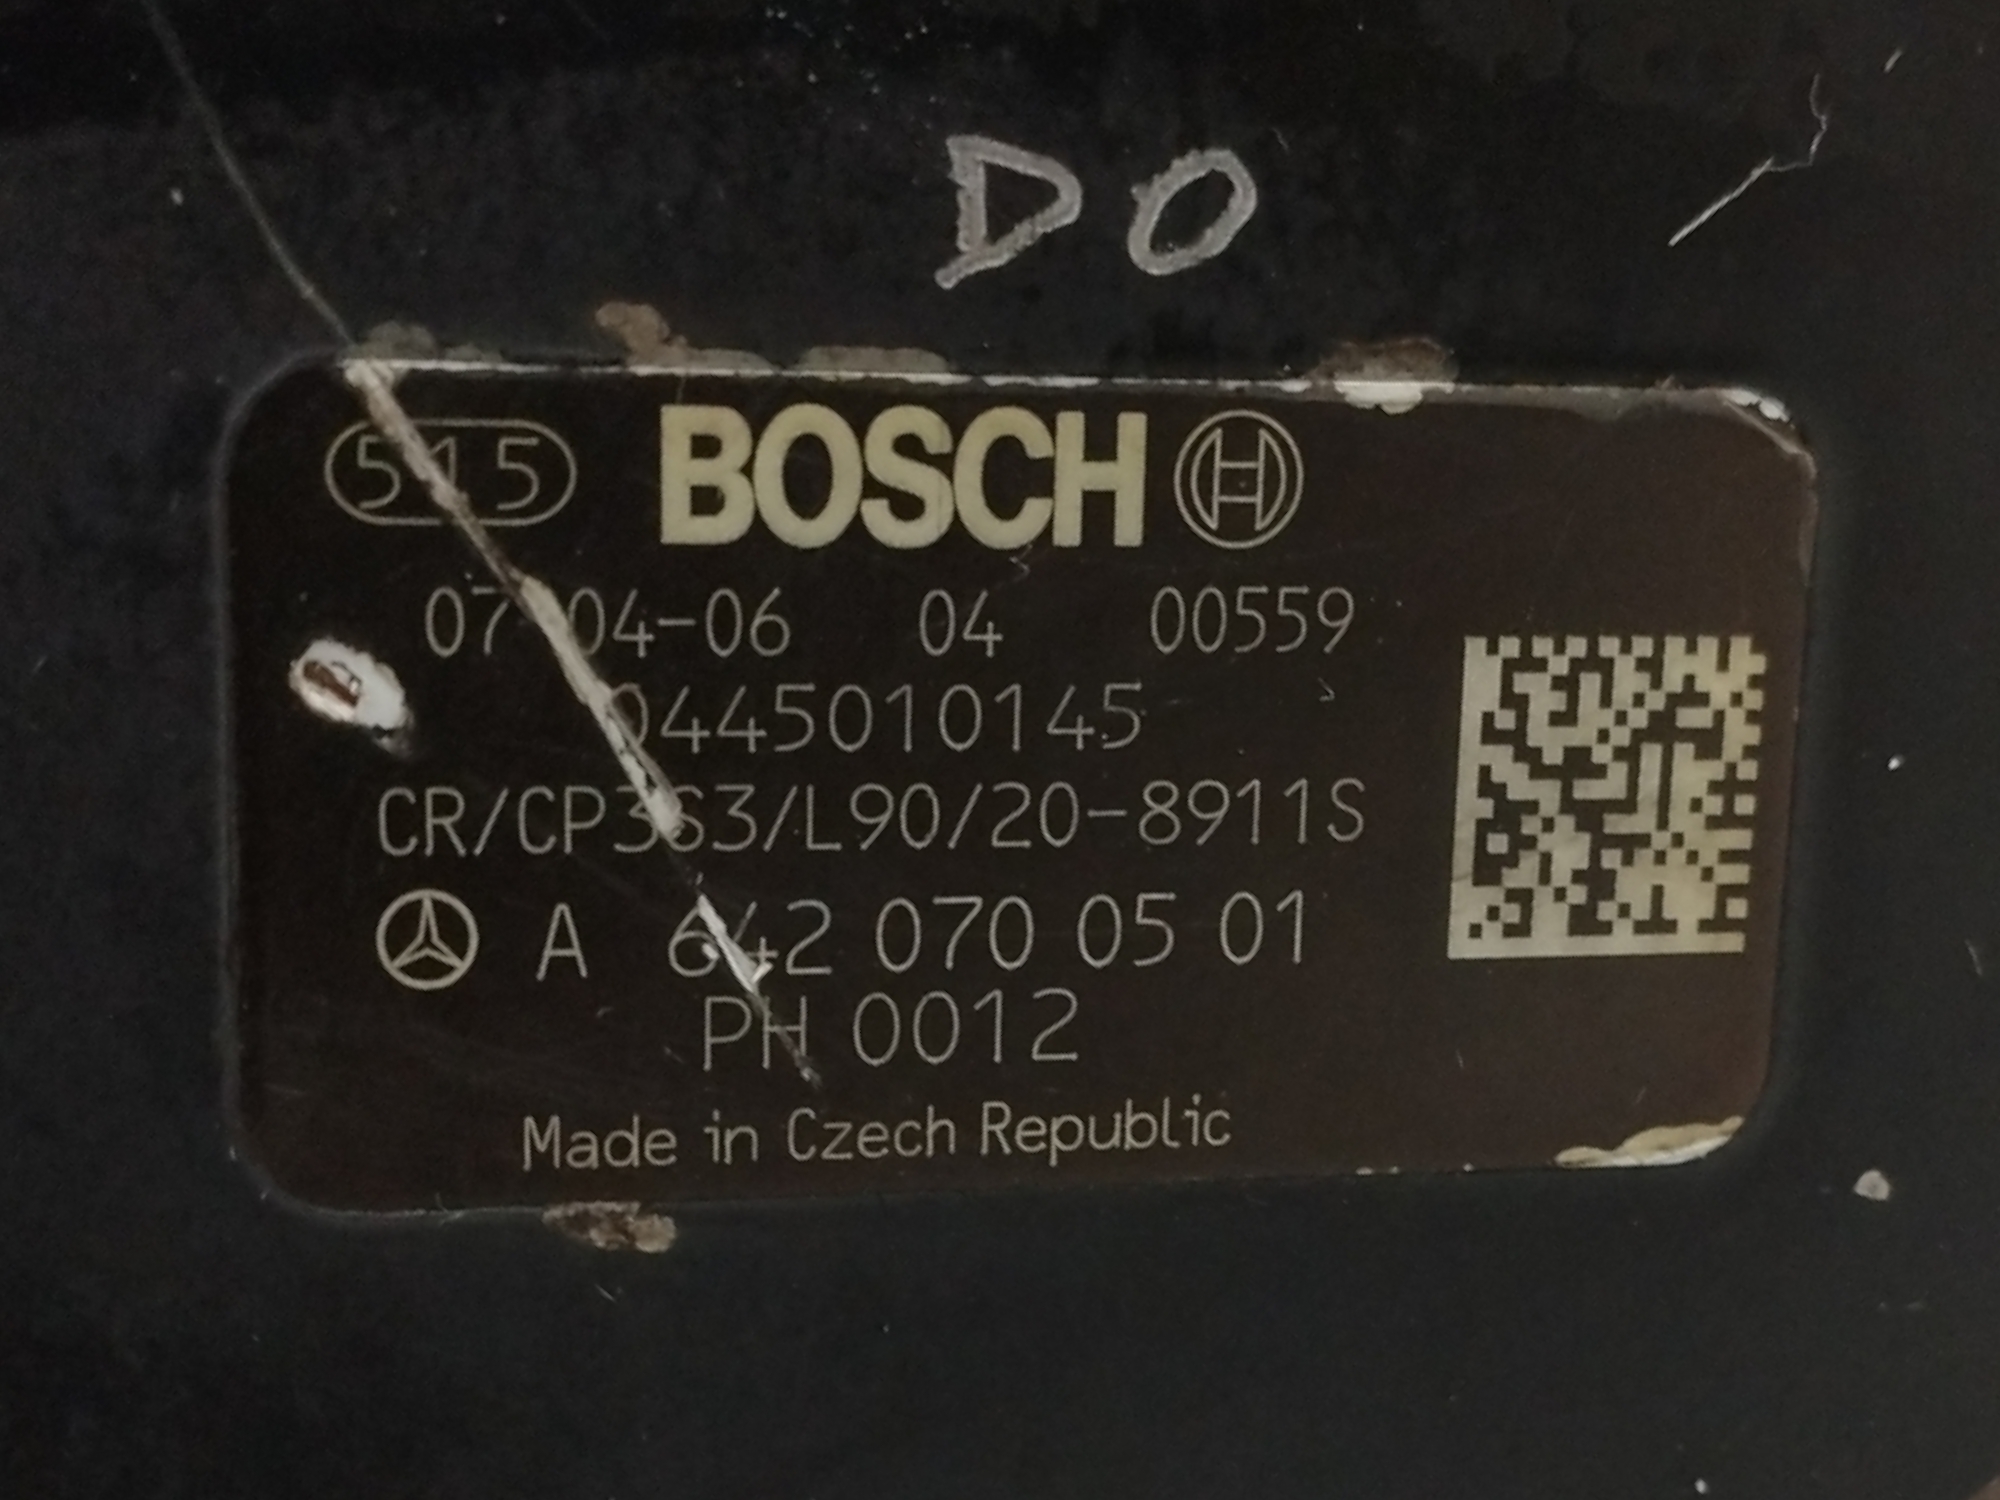 DO
515 BOSCH
07-04-06 04 00559
0445010145
CR/CP3S3/L90/20-8911S
A 642 070 05 01
PH 0012
Made in Czech Republic